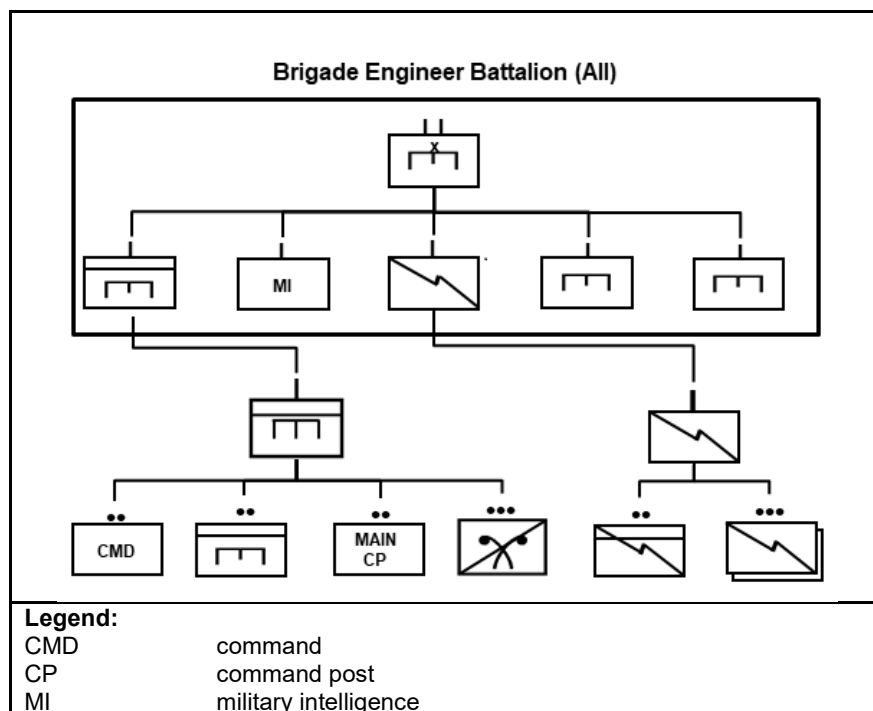 Brigade Engineer Battalion (All)
X
MI
CMD
MAIN
CP
Legend:
CMD command
CP command post
MI military intelligence